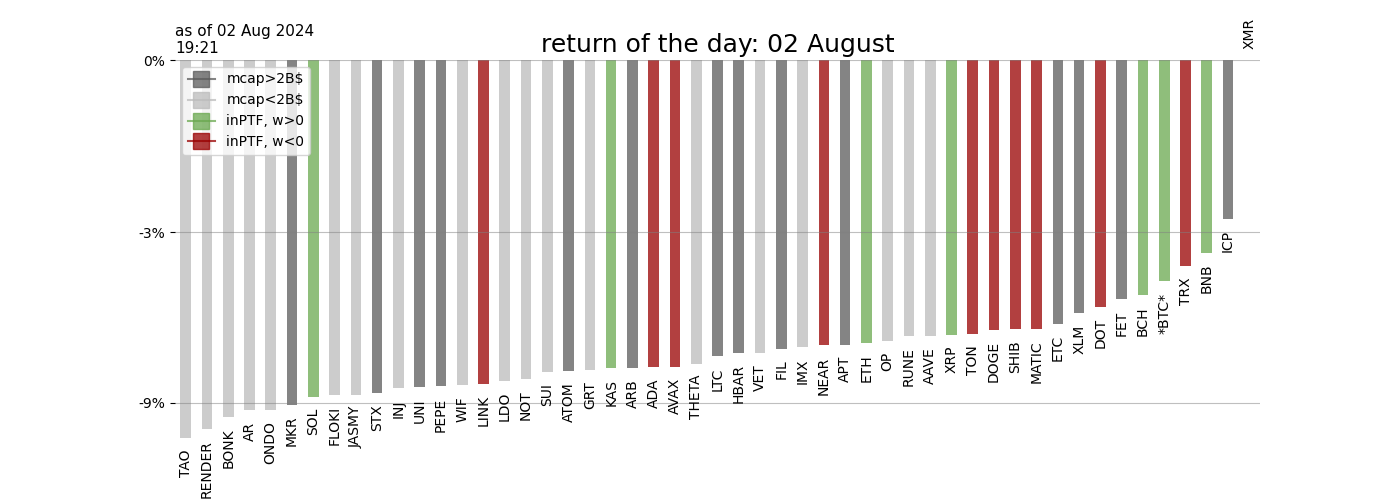 as of 02 Aug 2024
19:21
return of the day: 02 August
XMR
0%
-3%
-9%
mcap>2B$
mcap<2B$
inPTF, w>0
inPTF, w<0
TAO
RENDER
BONK
AR
ONDO
MKR
SOL
FLOKI
JASMY
STX
INJ
UNI
PEPE
WIF
LINK
LDO
NOT
SUI
ATOM
GRT
KAS
ARB
ADA
AVAX
THETA
LTC
HBAR
VET
FIL
IMX
NEAR
APT
ETH
OP
RUNE
AAVE
XRP
TON
DOGE
SHIB
MATIC
ETC
XLM
DOT
FET
BCH
*BTC*
TRX
BNB
ICP